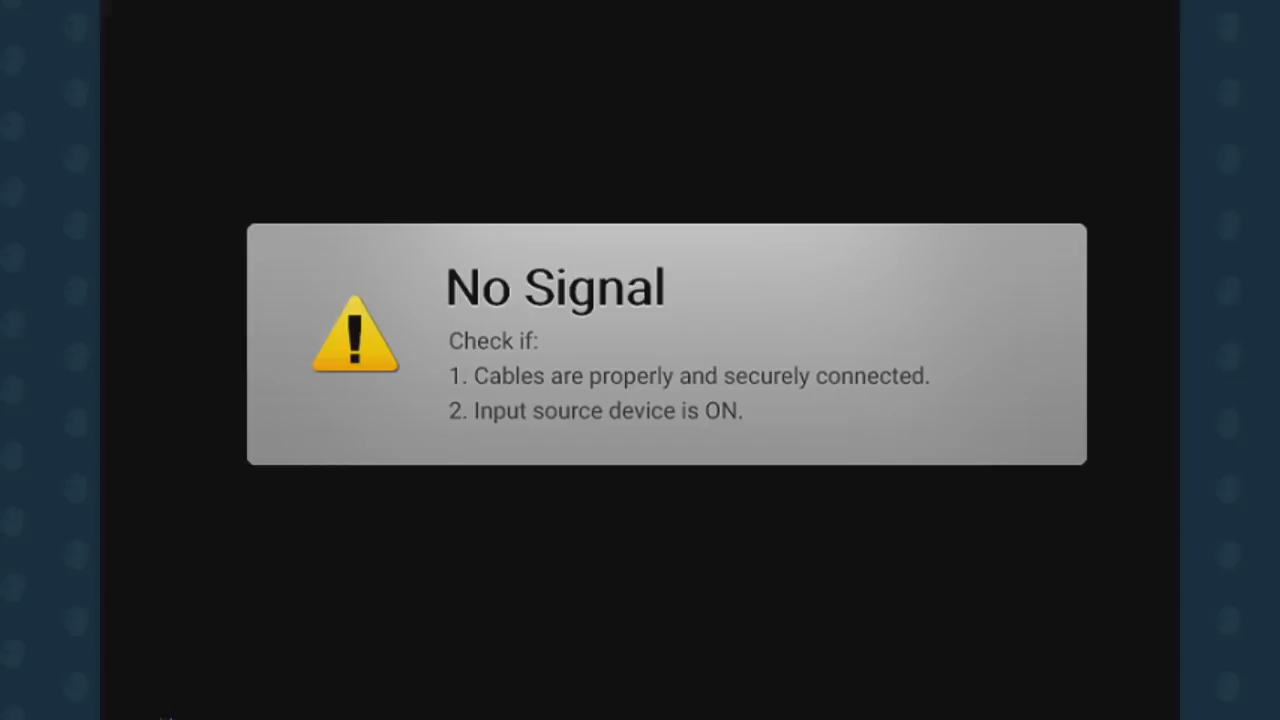 No Signal
Check if:
1. Cables are properly and securely connected.
2. Input source device is ON.